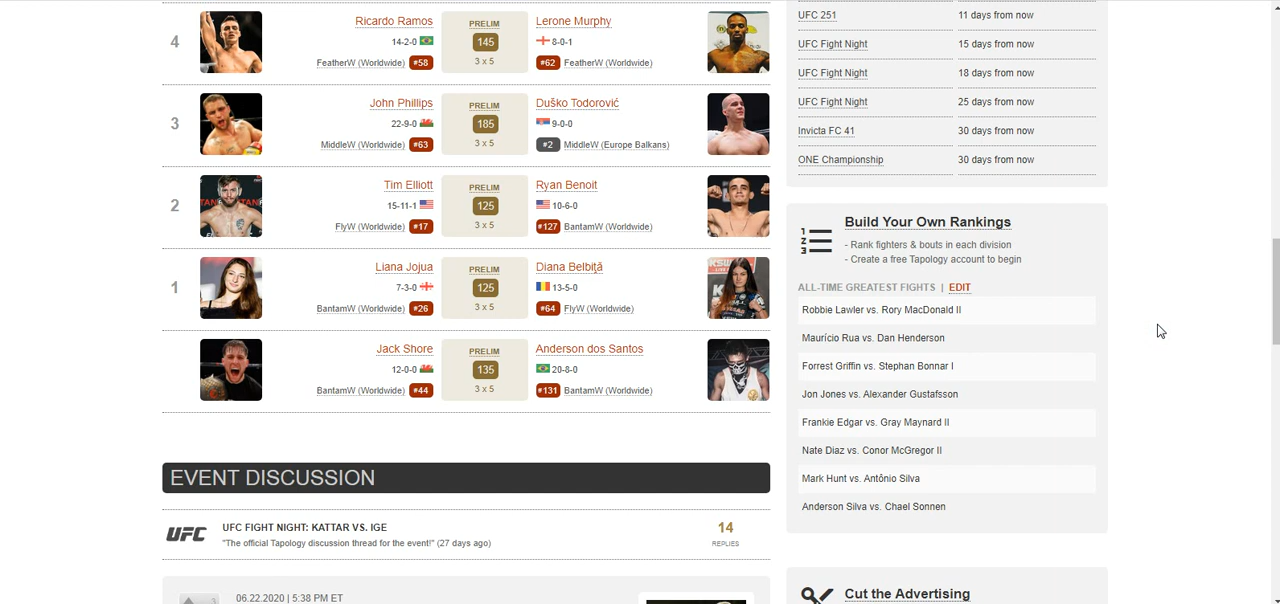 4
Ricardo Ramos
PRELIM
Lerone Murphy
14-2-0
145
8-0-1
FeatherW (Worldwide) #58
3 x 5
#62 FeatherW (Worldwide)
3
John Phillips
PRELIM
Duško Todorović
22-9-0
185
9-0-0
MiddleW (Worldwide) #63
3 x 5
#2 MiddleW (Europe Balkans)
2
Tim Elliott
PRELIM
Ryan Benoit
15-11-1
125
10-6-0
FlyW (Worldwide) #17
3 x 5
#127 BantamW (Worldwide)
1
Liana Jojua
PRELIM
Diana Belbiţă
7-3-0
125
13-5-0
BantamW (Worldwide) #26
3 x 5
#64 FlyW (Worldwide)
Jack Shore
PRELIM
Anderson dos Santos
12-0-0
135
20-8-0
BantamW (Worldwide) #44
3 x 5
#131 BantamW (Worldwide)
EVENT DISCUSSION
UFC
UFC FIGHT NIGHT: KATTAR VS. IGE
"The official Tapology discussion thread for the event!" (27 days ago)
14
REPLIES
06.22.2020 | 5:38 PM ET
UFC 251 11 days from now
UFC Fight Night 15 days from now
UFC Fight Night 18 days from now
UFC Fight Night 25 days from now
Invicta FC 41 30 days from now
ONE Championship 30 days from now
1
2
3
Build Your Own Rankings
- Rank fighters & bouts in each division
- Create a free Tapology account to begin
ALL-TIME GREATEST FIGHTS | EDIT
Robbie Lawler vs. Rory MacDonald II
Maurício Rua vs. Dan Henderson
Forrest Griffin vs. Stephan Bonnar I
Jon Jones vs. Alexander Gustafsson
Frankie Edgar vs. Gray Maynard II
Nate Diaz vs. Conor McGregor II
Mark Hunt vs. Antônio Silva
Anderson Silva vs. Chael Sonnen
Cut the Advertising